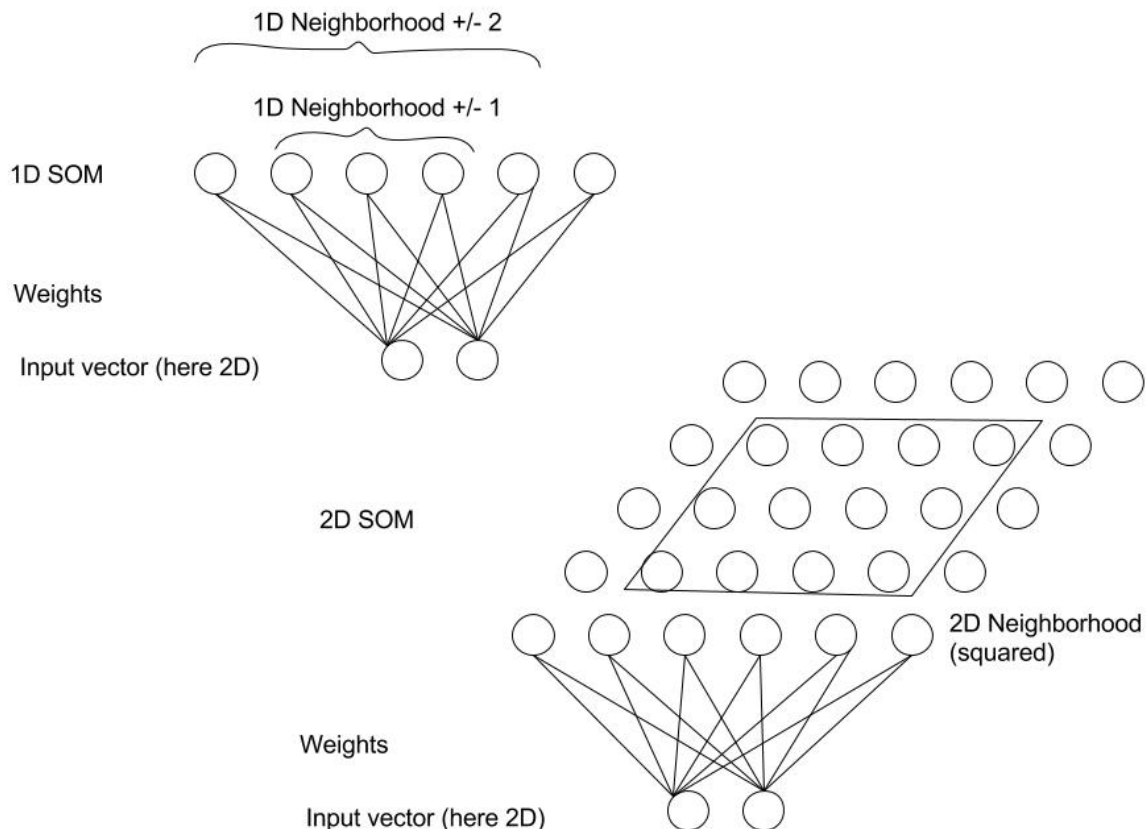 1D Neighborhood +/- 2
1D Neighborhood +/- 1
1D SOM
Weights
Input vector (here 2D)
2D SOM
2D Neighborhood
(squared)
Weights
Input vector (here 2D)